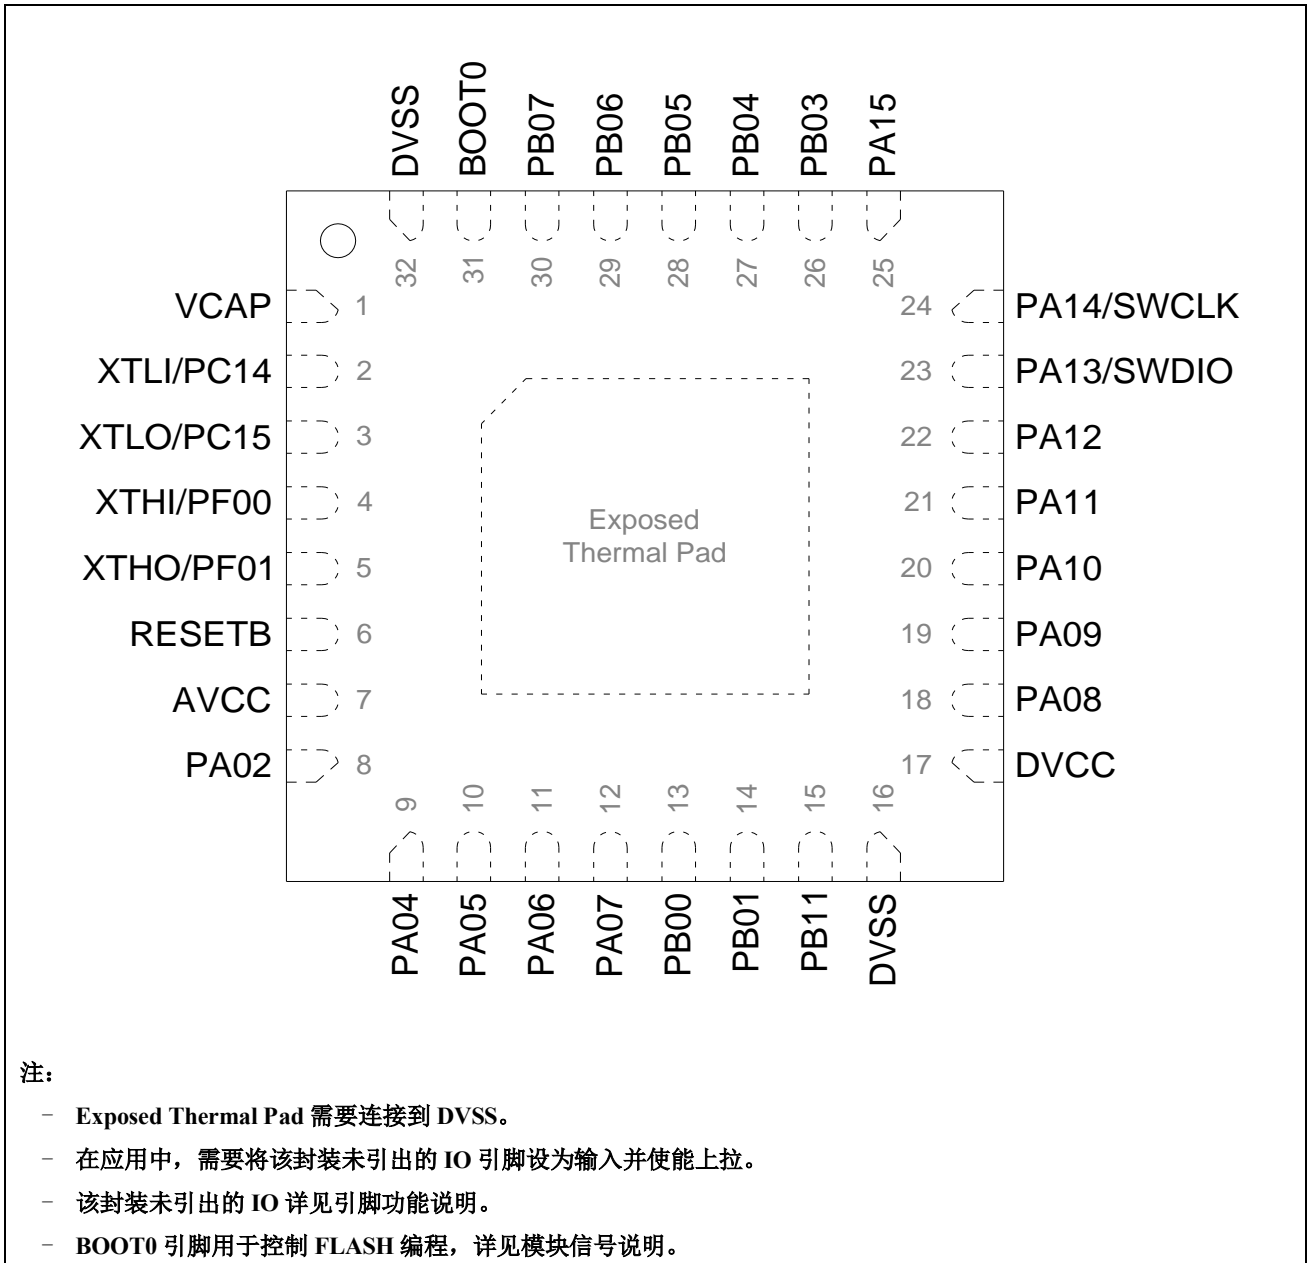 DVSS
BOOT0
PB07
PB06
PB05
PB04
PB03
PA15
32
31
30
29
28
27
26
25
VCAP 1
XTLI/PC14 2
XTLO/PC15 3
XTHI/PF00 4
XTHO/PF01 5
RESETB 6
AVCC 7
PA02 8
24 PA14/SWCLK
23 PA13/SWDIO
22 PA12
21 PA11
20 PA10
19 PA09
18 PA08
17 DVCC
Exposed
Thermal Pad
9
10
11
12
13
14
15
16
PA04
PA05
PA06
PA07
PB00
PB01
PB11
DVSS
注：
– Exposed Thermal Pad 需要连接到 DVSS。
– 在应用中，需要将该封装未引出的 IO 引脚设为输入并使能上拉。
– 该封装未引出的 IO 详见引脚功能说明。
– BOOT0 引脚用于控制 FLASH 编程，详见模块信号说明。